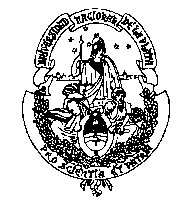 UNIVERSIDAD NACIONAL DE LA PLATA
PRO SCIENTIA ET PATRIA